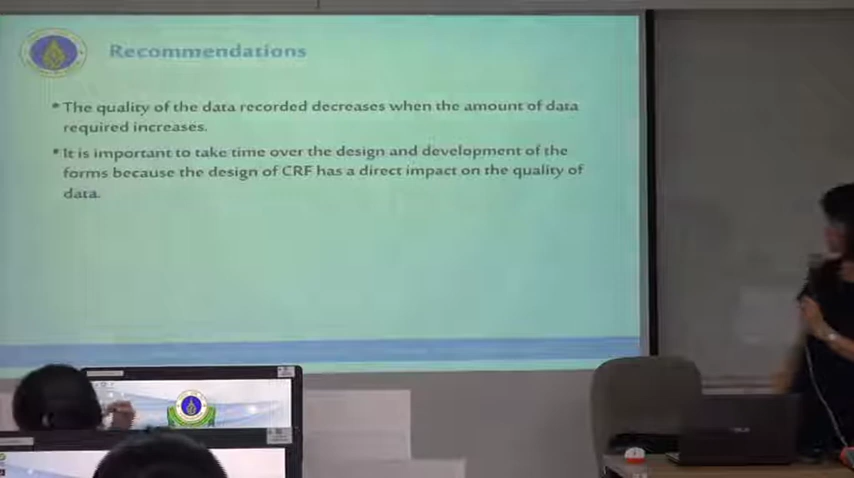 Recommendations
* The quality of the data recorded decreases when the amount of data
required increases.
* It is important to take time over the design and development of the
forms because the design of CRF has a direct impact on the quality of
data.